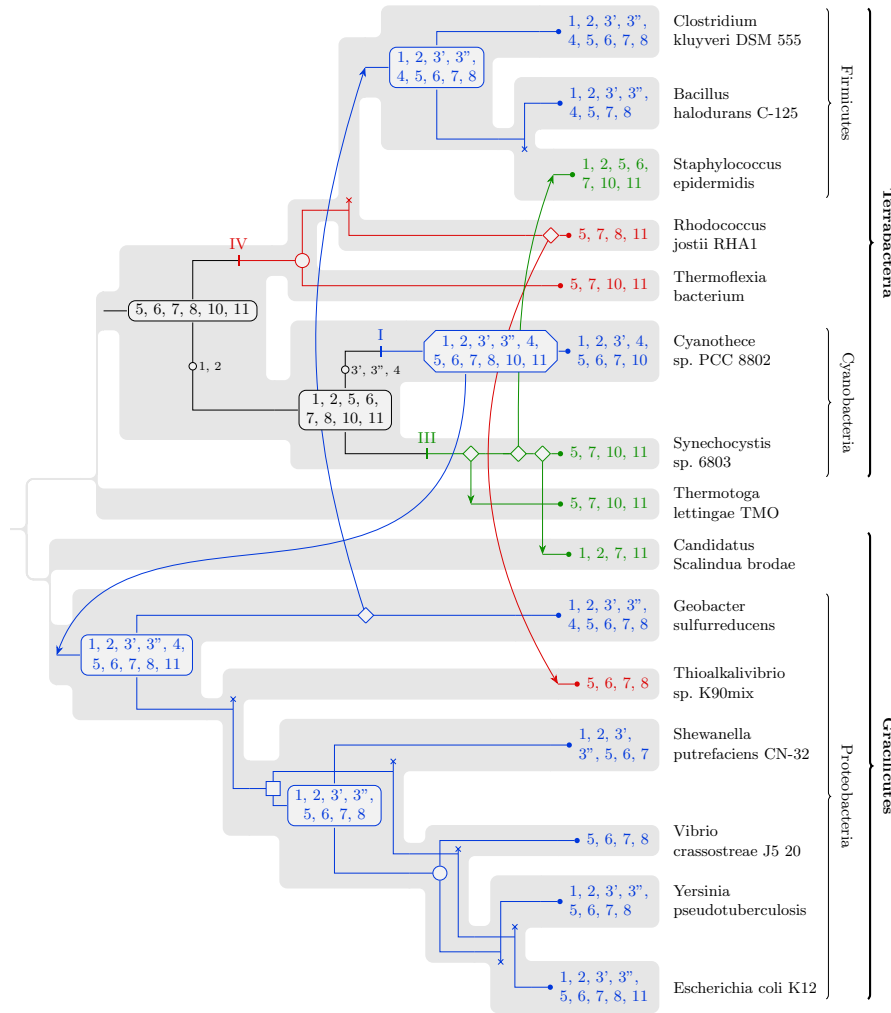 1, 2, 3’, 3”,
4, 5, 6, 7, 8
Clostridium
kluyveri DSM 555
1, 2, 3’, 3”,
4, 5, 6, 7, 8
1, 2, 3’, 3”,
4, 5, 7, 8
Bacillus
halodurans C-125
Firmicutes
1, 2, 5, 6,
7, 10, 11
Staphylococcus
epidermidis
Terrabacteria
IV
5, 7, 8, 11
Rhodococcus
jostii RHA1
5, 7, 10, 11
Thermoflexia
bacterium
5, 6, 7, 8, 10, 11
I
1, 2, 3’, 3”, 4,
5, 6, 7, 8, 10, 11
1, 2, 3’, 4,
5, 6, 7, 10
Cyanothece
sp. PCC 8802
1, 2
3’, 3”, 4
Cyanobacteria
1, 2, 5, 6,
7, 8, 10, 11
III
5, 7, 10, 11
Synechocystis
sp. 6803
5, 7, 10, 11
Thermotoga
lettingae TMO
1, 2, 7, 11
Candidatus
Scalindua brodae
1, 2, 3’, 3”,
4, 5, 6, 7, 8
Geobacter
sulfurreducens
1, 2, 3’, 3”, 4,
5, 6, 7, 8, 11
5, 6, 7, 8
Thioalkalivibrio
sp. K90mix
1, 2, 3’,
3”, 5, 6, 7
Shewanella
putrefaciens CN-32
Proteobacteria
Gracilicutes
1, 2, 3’, 3”,
5, 6, 7, 8
5, 6, 7, 8
Vibrio
crassostreae J5 20
1, 2, 3’, 3”,
5, 6, 7, 8
Yersinia
pseudotuberculosis
1, 2, 3’, 3”,
5, 6, 7, 8, 11
Escherichia coli K12